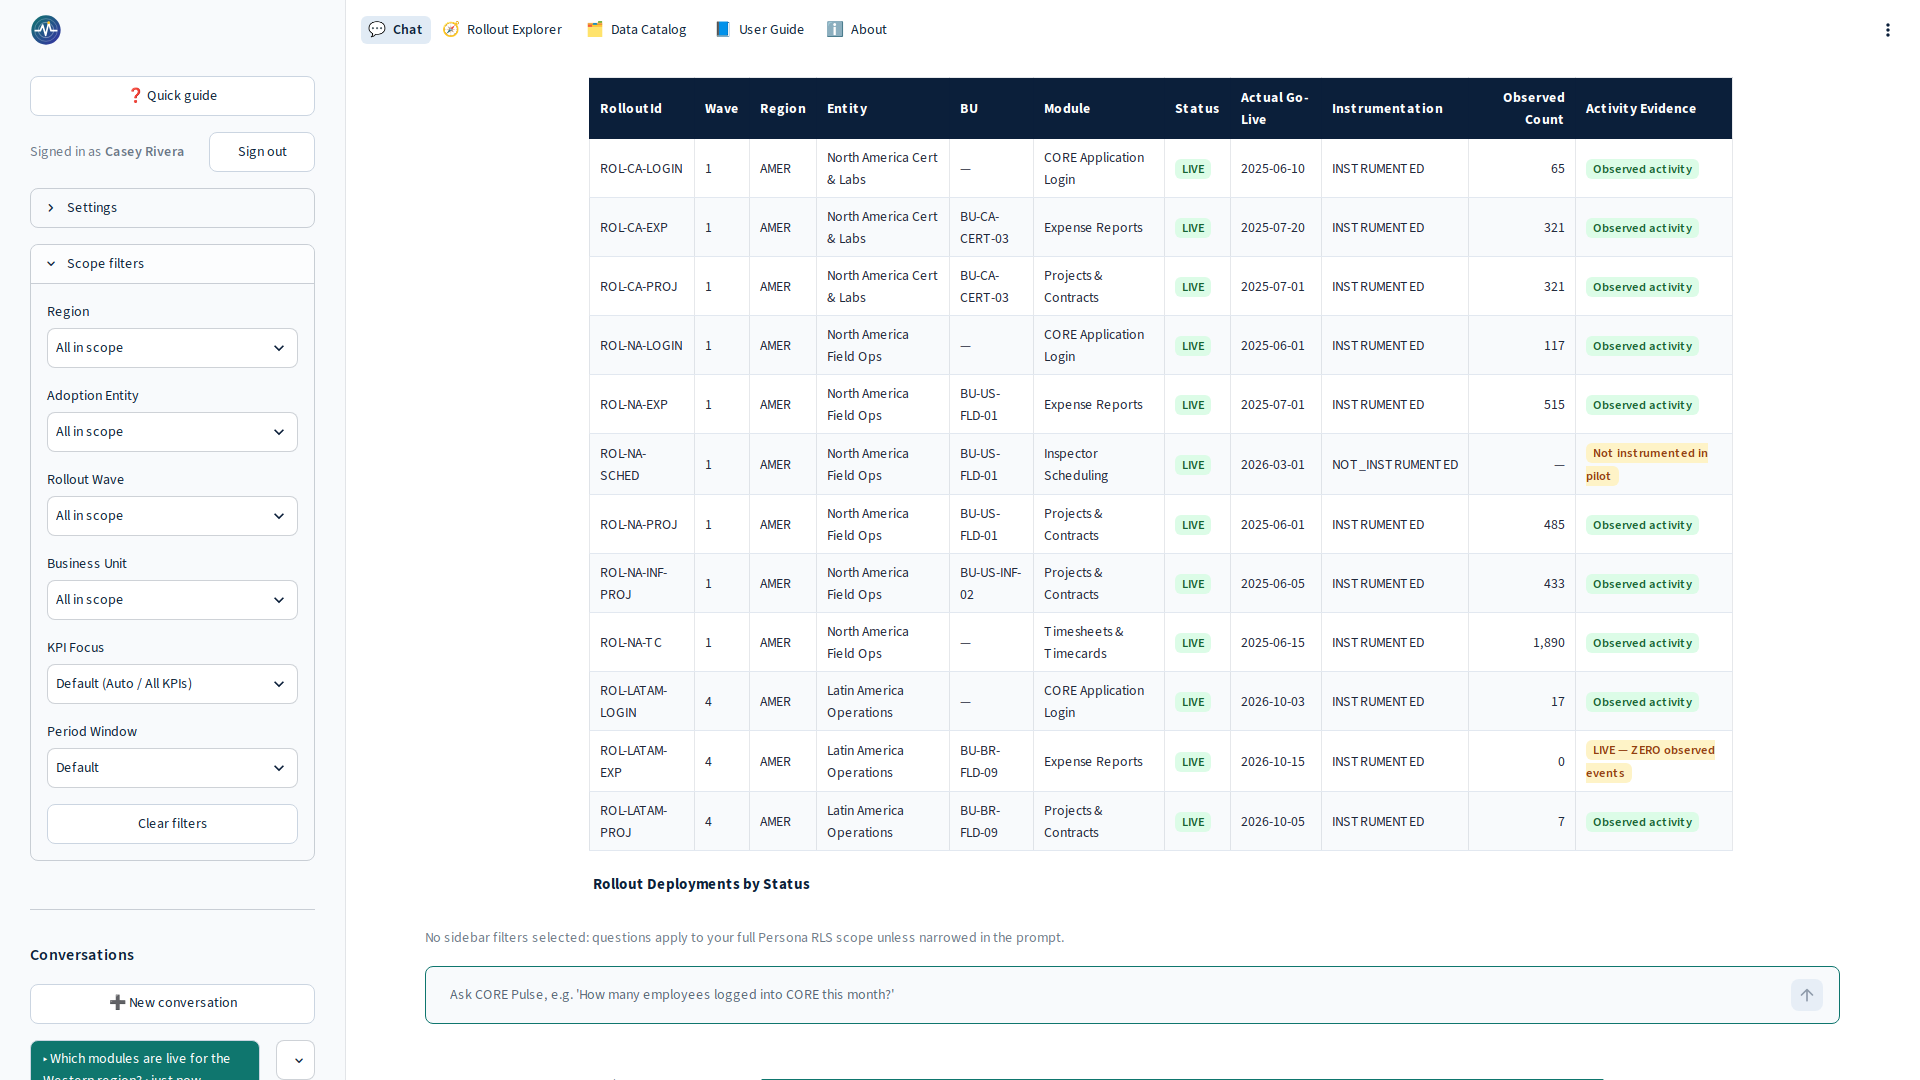 💬 Chat
🧭 Rollout Explorer
🗂️ Data Catalog
📘 User Guide
ℹ️ About
❓ Quick guide
Signed in as Casey Rivera
Sign out
Settings
Scope filters
Region
All in scope
Adoption Entity
All in scope
Rollout Wave
All in scope
Business Unit
All in scope
KPI Focus
Default (Auto / All KPIs)
Period Window
Default
Clear filters
Conversations
➕ New conversation
‣ Which modules are live for the
Western region? · just now
RolloutId Wave Region Entity BU Module Status Actual Go-Live Instrumentation Observed Count Activity Evidence
ROL-CA-LOGIN 1 AMER North America Cert & Labs — CORE Application Login LIVE 2025-06-10 INSTRUMENTED 65 Observed activity
ROL-CA-EXP 1 AMER North America Cert & Labs BU-CA-CERT-03 Expense Reports LIVE 2025-07-20 INSTRUMENTED 321 Observed activity
ROL-CA-PROJ 1 AMER North America Cert & Labs BU-CA-CERT-03 Projects & Contracts LIVE 2025-07-01 INSTRUMENTED 321 Observed activity
ROL-NA-LOGIN 1 AMER North America Field Ops — CORE Application Login LIVE 2025-06-01 INSTRUMENTED 117 Observed activity
ROL-NA-EXP 1 AMER North America Field Ops BU-US-FLD-01 Expense Reports LIVE 2025-07-01 INSTRUMENTED 515 Observed activity
ROL-NA-SCHED 1 AMER North America Field Ops BU-US-FLD-01 Inspector Scheduling LIVE 2026-03-01 NOT_INSTRUMENTED — Not instrumented in pilot
ROL-NA-PROJ 1 AMER North America Field Ops BU-US-FLD-01 Projects & Contracts LIVE 2025-06-01 INSTRUMENTED 485 Observed activity
ROL-NA-INF-PROJ 1 AMER North America Field Ops BU-US-INF-02 Projects & Contracts LIVE 2025-06-05 INSTRUMENTED 433 Observed activity
ROL-NA-TC 1 AMER North America Field Ops — Timesheets & Timecards LIVE 2025-06-15 INSTRUMENTED 1,890 Observed activity
ROL-LATAM-LOGIN 4 AMER Latin America Operations — CORE Application Login LIVE 2026-10-03 INSTRUMENTED 17 Observed activity
ROL-LATAM-EXP 4 AMER Latin America Operations BU-BR-FLD-09 Expense Reports LIVE 2026-10-15 INSTRUMENTED 0 LIVE — ZERO observed events
ROL-LATAM-PROJ 4 AMER Latin America Operations BU-BR-FLD-09 Projects & Contracts LIVE 2026-10-05 INSTRUMENTED 7 Observed activity
Rollout Deployments by Status
No sidebar filters selected: questions apply to your full Persona RLS scope unless narrowed in the prompt.
Ask CORE Pulse, e.g. 'How many employees logged into CORE this month?'